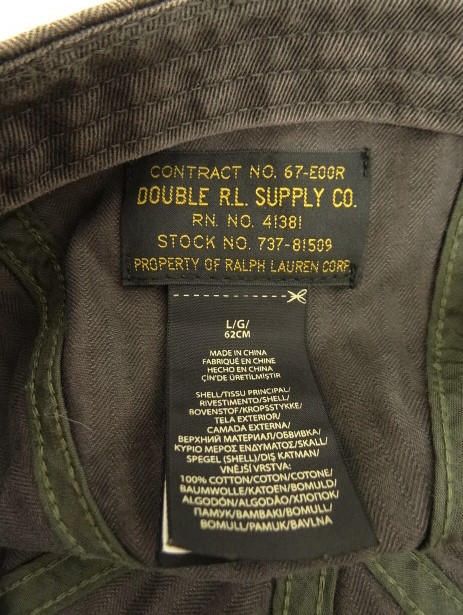 CONTRACT NO. 67-E00R
DOUBLE R.L. SUPPLY CO.
RN. NO. 41381
STOCK NO. 737-81509
PROPERTY OF RALPH LAUREN CORP.
L/G/
62CM
MADE IN CHINA
FABRIQUÉ EN CHINE
HECHO EN CHINA
ÇİN'DE ÜRETİLMİŞTİR
SHELL/TISSU PRINCIPAL/
RIVESTIMENTO/SHELL/
BOVENSTOF/KROPSSTYKKE/
TELA EXTERIOR/
CAMADA EXTERNA/
ВЕРХНИЙ МАТЕРИАЛ/ОБВИВКА/
ΚΥΡΙΟ ΜΕΡΟΣ ΕΝΔΥΜΑΤΟΣ/SKALL/
SPEGEL (SHELL)/DIŞ KATMAN/
VNĚJŠÍ VRSTVA:
100% COTTON/COTON/COTONE/
BAUMWOLLE/KATOEN/BOMULD/
ALGODÓN/ALGODÃO/ХЛОПОК/
ПАМУК/ΒΑΜΒΑΚΙ/BOMULL/
BOMULL/PAMUK/BAVLNA